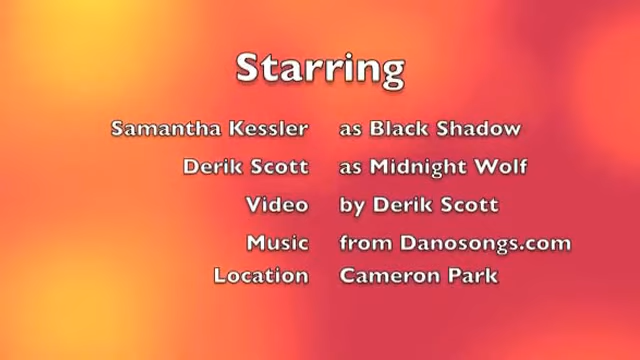 Starring
Samantha Kessler as Black Shadow
Derik Scott as Midnight Wolf
Video by Derik Scott
Music from Danosongs.com
Location Cameron Park